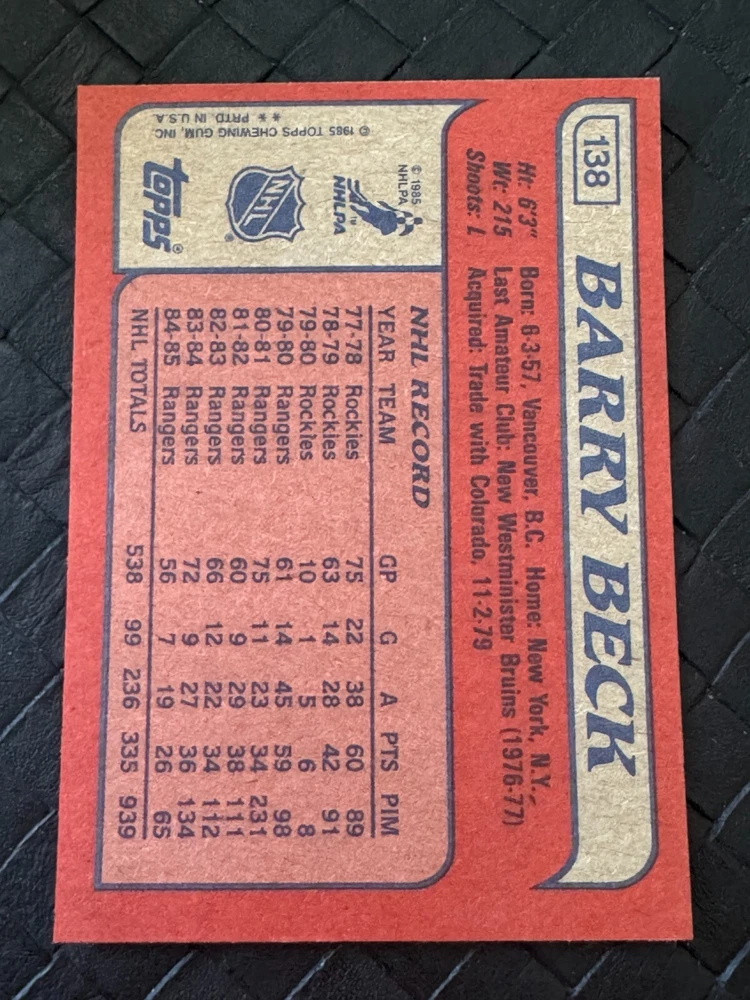 138 BARRY BECK
Ht: 6'3" Born: 6-3-57, Vancouver, B.C. Home: New York, N.Y.
Wt: 215 Last Amateur Club: New Westminister Bruins (1976-77)
Shoots: L Acquired: Trade with Colorado, 11-2-79
© 1985
NHLPA
™
NHLPA
NHL
®
topps®
© 1985 TOPPS CHEWING GUM, INC
** PRTD. IN U.S.A.
NHL RECORD
YEAR TEAM GP G A PTS PIM
77-78 Rockies 75 22 38 60 89
78-79 Rockies 63 14 28 42 91
79-80 Rockies 10 1 5 6 8
79-80 Rangers 61 14 45 59 98
80-81 Rangers 75 11 23 34 231
81-82 Rangers 60 9 29 38 111
82-83 Rangers 66 12 22 34 112
83-84 Rangers 72 9 27 36 134
84-85 Rangers 56 7 19 26 65
NHL TOTALS 538 99 236 335 939